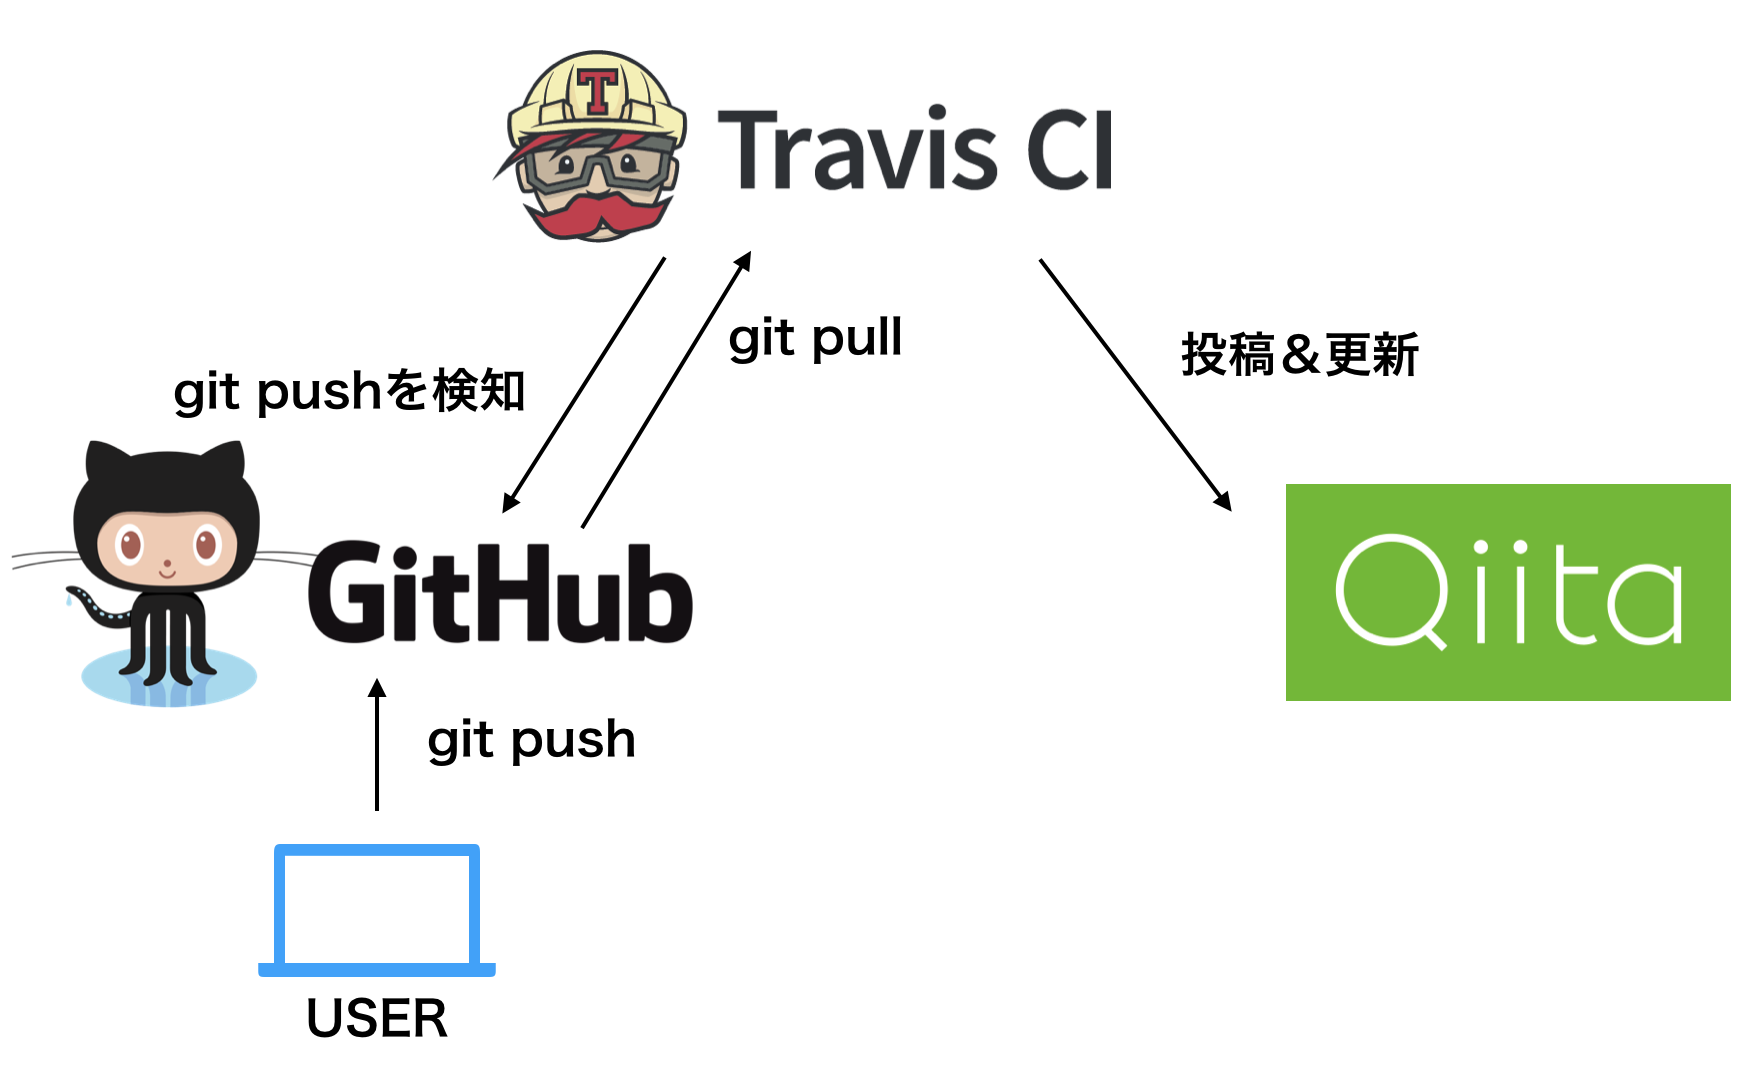 T
Travis CI
git pull
投稿＆更新
git pushを検知
GitHub
Qiita
git push
USER